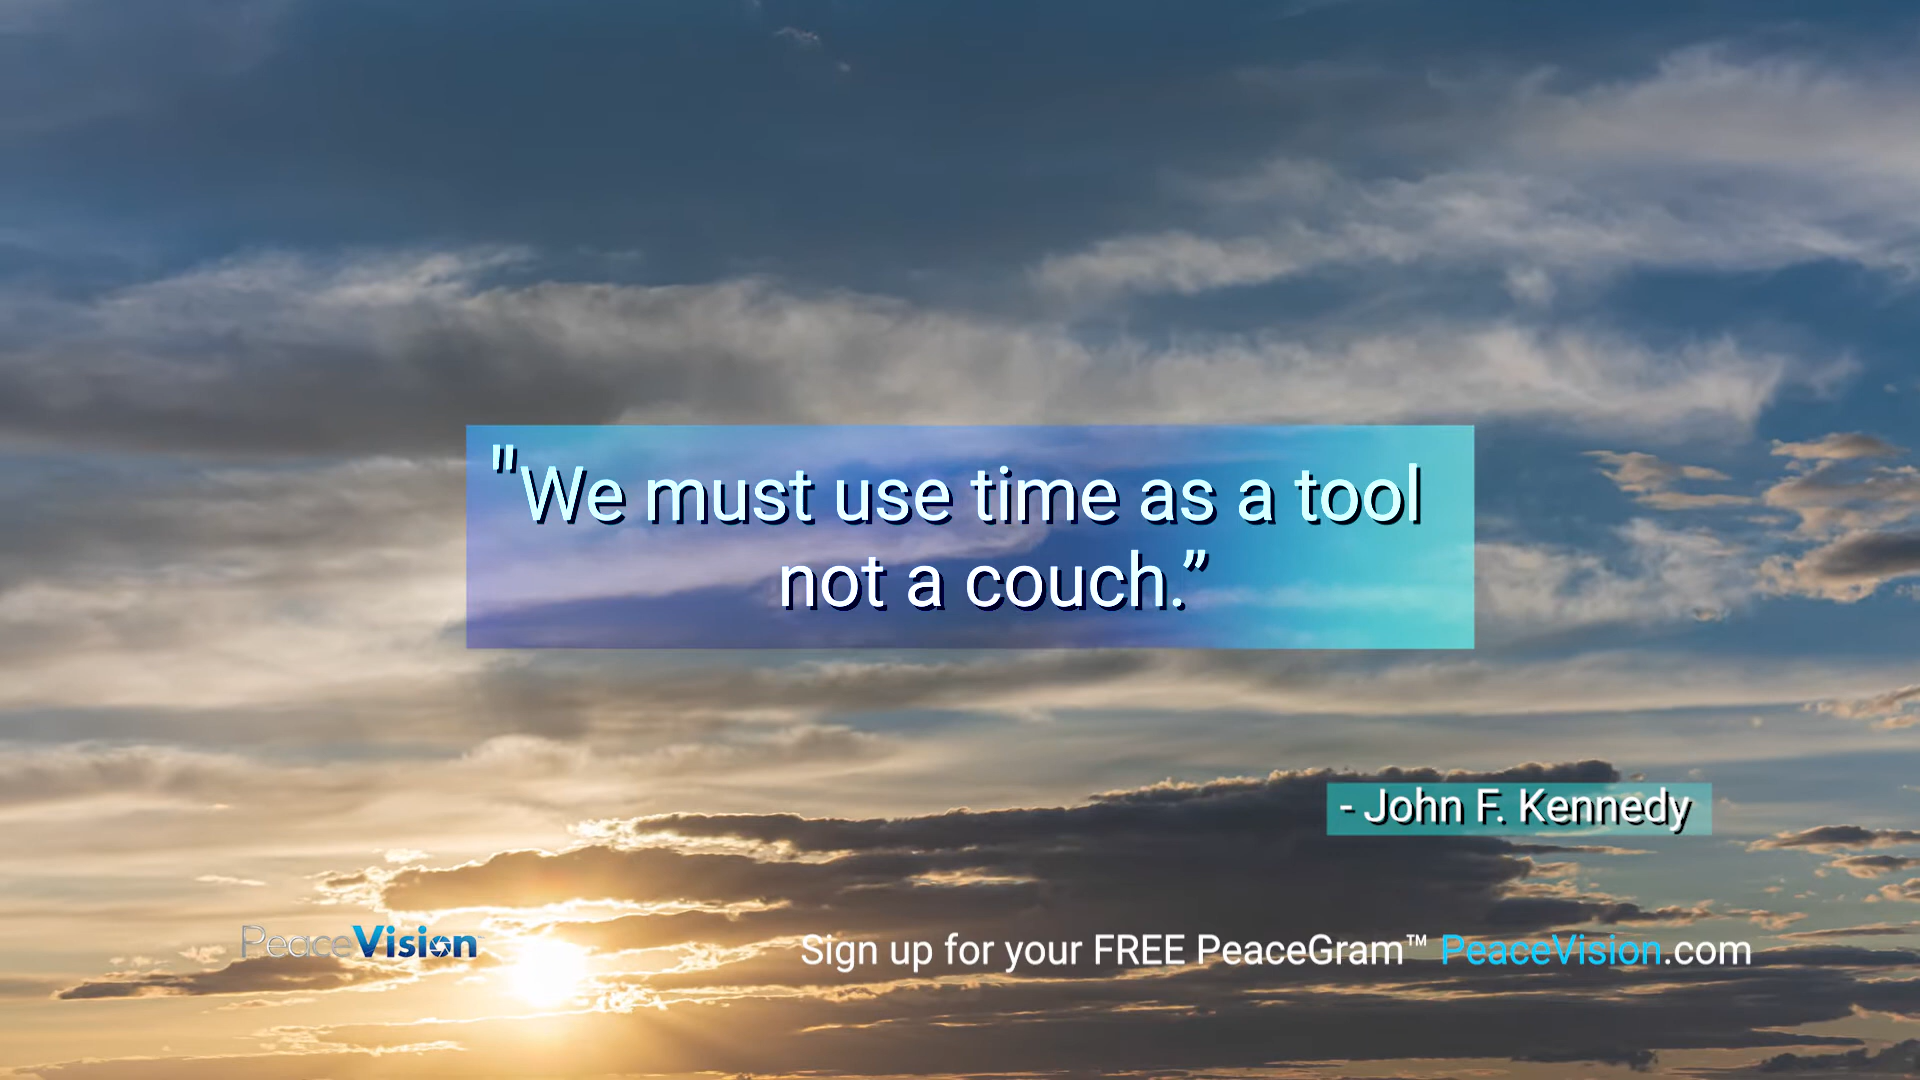 "We must use time as a tool
not a couch.”
- John F. Kennedy
PeaceVision
Sign up for your FREE PeaceGram™ PeaceVision.com